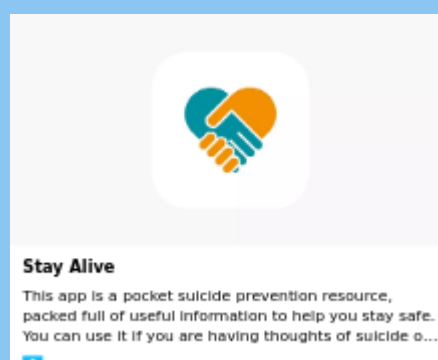 Stay Alive
This app is a pocket suicide prevention resource,
packed full of useful information to help you stay safe.
You can use it if you are having thoughts of suicide o...